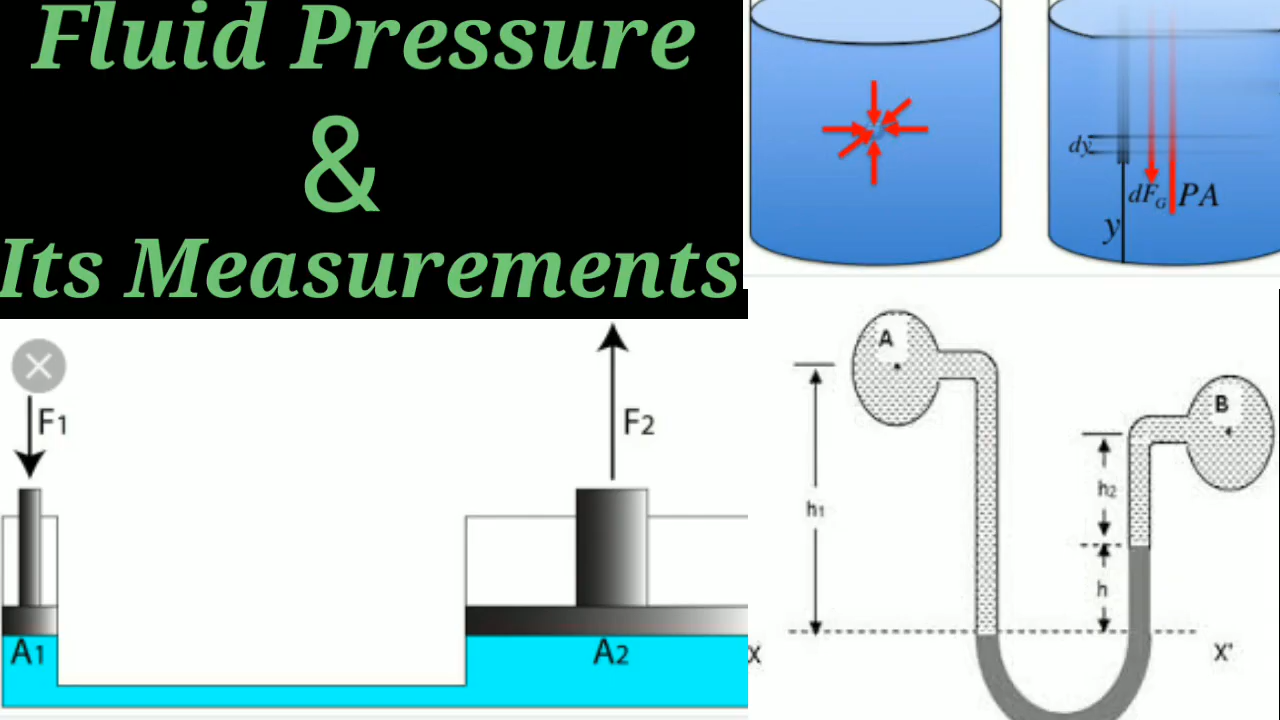 Fluid Pressure
&
Its Measurements
dy
dF_G PA
y
F1
F2
A1
A2
A
B
h1
h2
h
X
X'